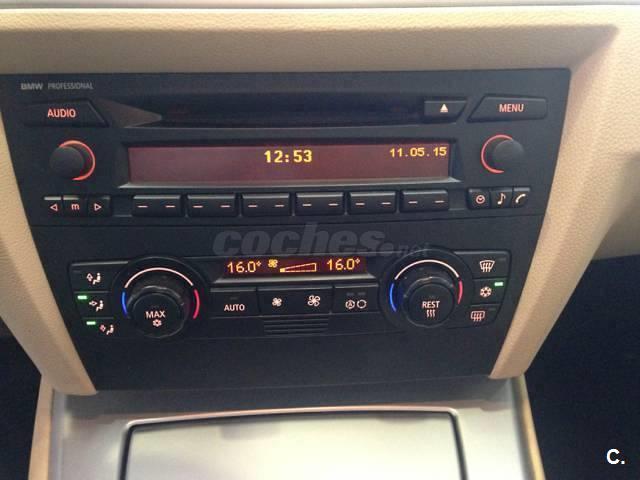 BMW PROFESSIONAL
AUDIO
MENU
12:53
11.05.15
m
coches.net
16.0°
16.0°
MAX
AUTO
REST
C.